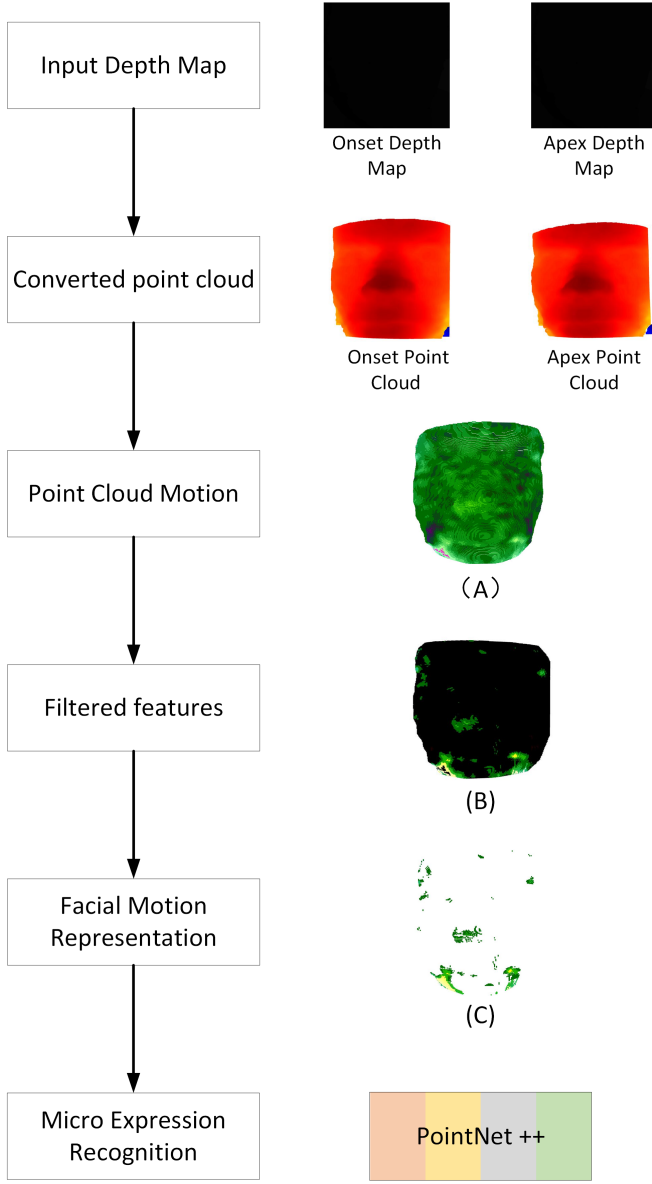 Input Depth Map
Onset Depth
Map
Apex Depth
Map
Converted point cloud
Onset Point
Cloud
Apex Point
Cloud
Point Cloud Motion
（A）
Filtered features
(B)
Facial Motion
Representation
(C)
Micro Expression
Recognition
PointNet ++